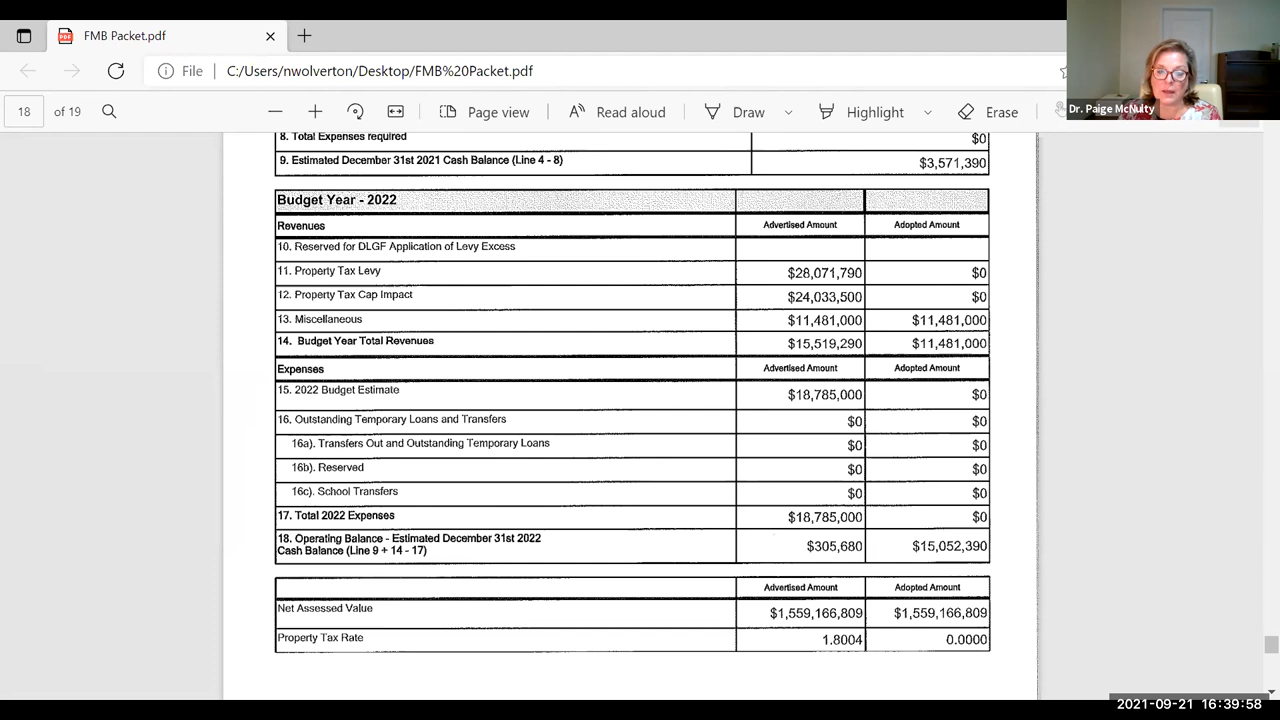 FMB Packet.pdf
File
C:/Users/nwolverton/Desktop/FMB%20Packet.pdf
18 of 19
Page view
Read aloud
Draw
Highlight
Erase
Dr. Paige McNulty
8. Total Expenses required $0
9. Estimated December 31st 2021 Cash Balance (Line 4 - 8) $3,571,390
Budget Year - 2022
Revenues Advertised Amount Adopted Amount
10. Reserved for DLGF Application of Levy Excess
11. Property Tax Levy $28,071,790 $0
12. Property Tax Cap Impact $24,033,500 $0
13. Miscellaneous $11,481,000 $11,481,000
14. Budget Year Total Revenues $15,519,290 $11,481,000
Expenses Advertised Amount Adopted Amount
15. 2022 Budget Estimate $18,785,000 $0
16. Outstanding Temporary Loans and Transfers $0 $0
16a). Transfers Out and Outstanding Temporary Loans $0 $0
16b). Reserved $0 $0
16c). School Transfers $0 $0
17. Total 2022 Expenses $18,785,000 $0
18. Operating Balance - Estimated December 31st 2022
Cash Balance (Line 9 + 14 - 17) $305,680 $15,052,390
Advertised Amount Adopted Amount
Net Assessed Value $1,559,166,809 $1,559,166,809
Property Tax Rate 1.8004 0.0000
2021-09-21 16:39:58